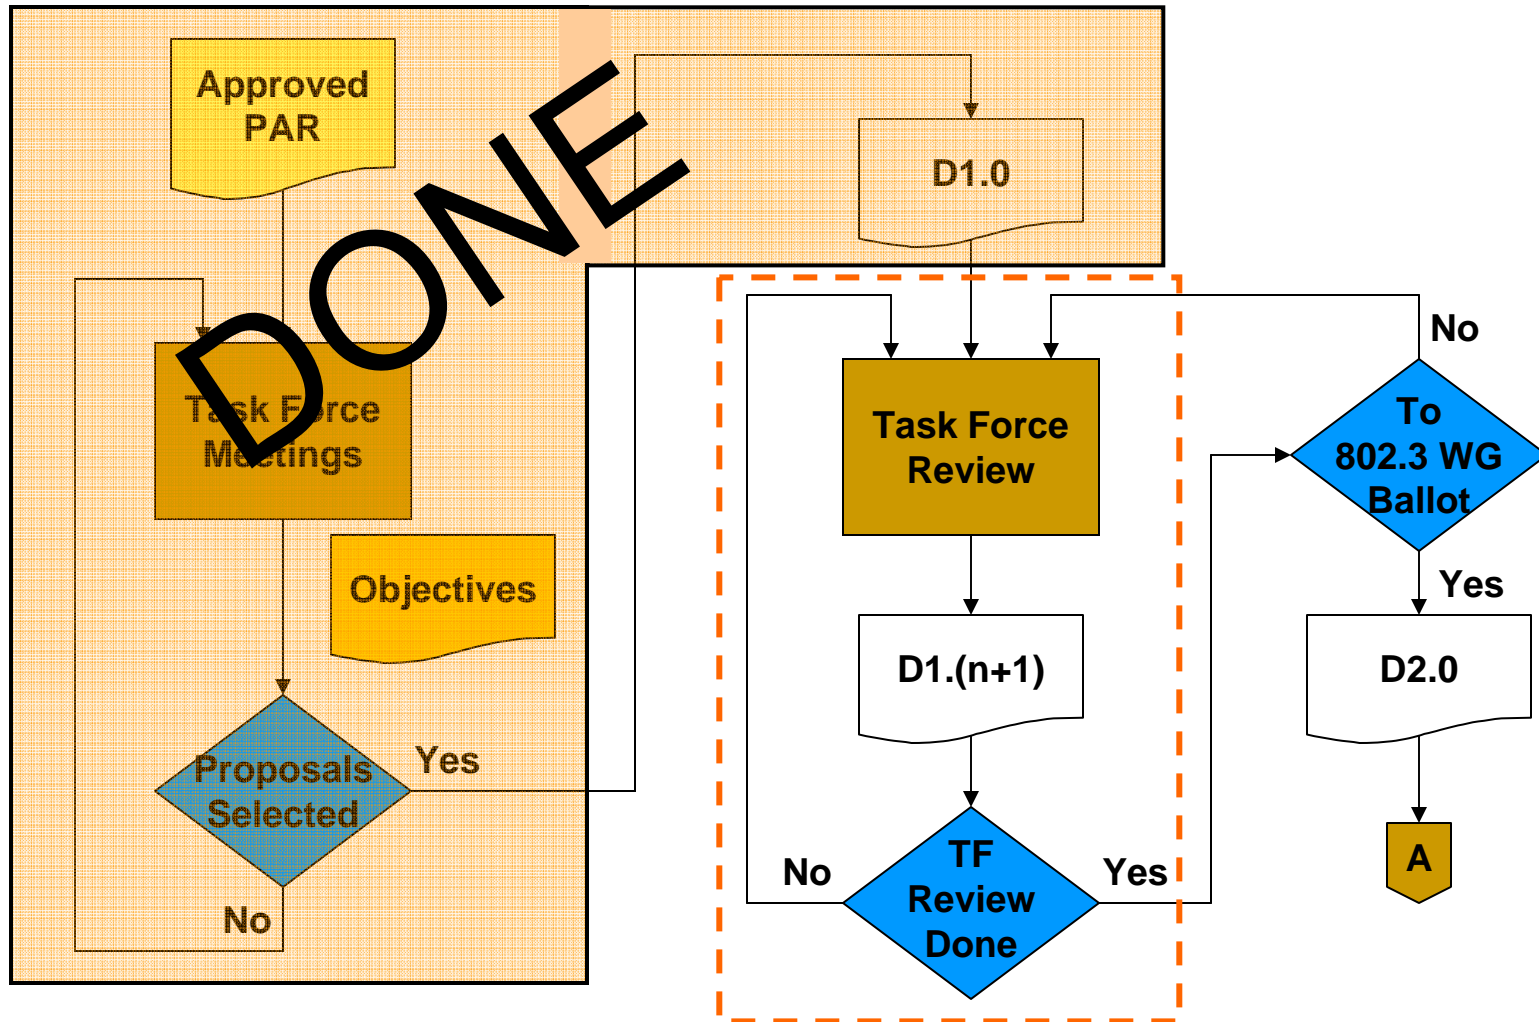 Approved
PAR
DONE
Task Force
Meetings
Objectives
Proposals
Selected
Yes
No
D1.0
Task Force
Review
D1.(n+1)
TF
Review
Done
No
Yes
No
To
802.3 WG
Ballot
Yes
D2.0
A